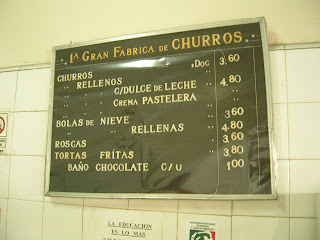 1A GRAN FABRICA DE CHURROS.
CHURROS "DOC 3.60
" RELLENOS
" " C/DULCE DE LECHE " 4.80
" " CREMA PASTELERA "
BOLAS DE NIEVE " 3.60
" " RELLENAS " 4.80
ROSCAS " 3.60
TORTAS FRITAS " 3.80
BAÑO CHOCOLATE C/U 1.00
LA EDUCACION
ES LO MAS